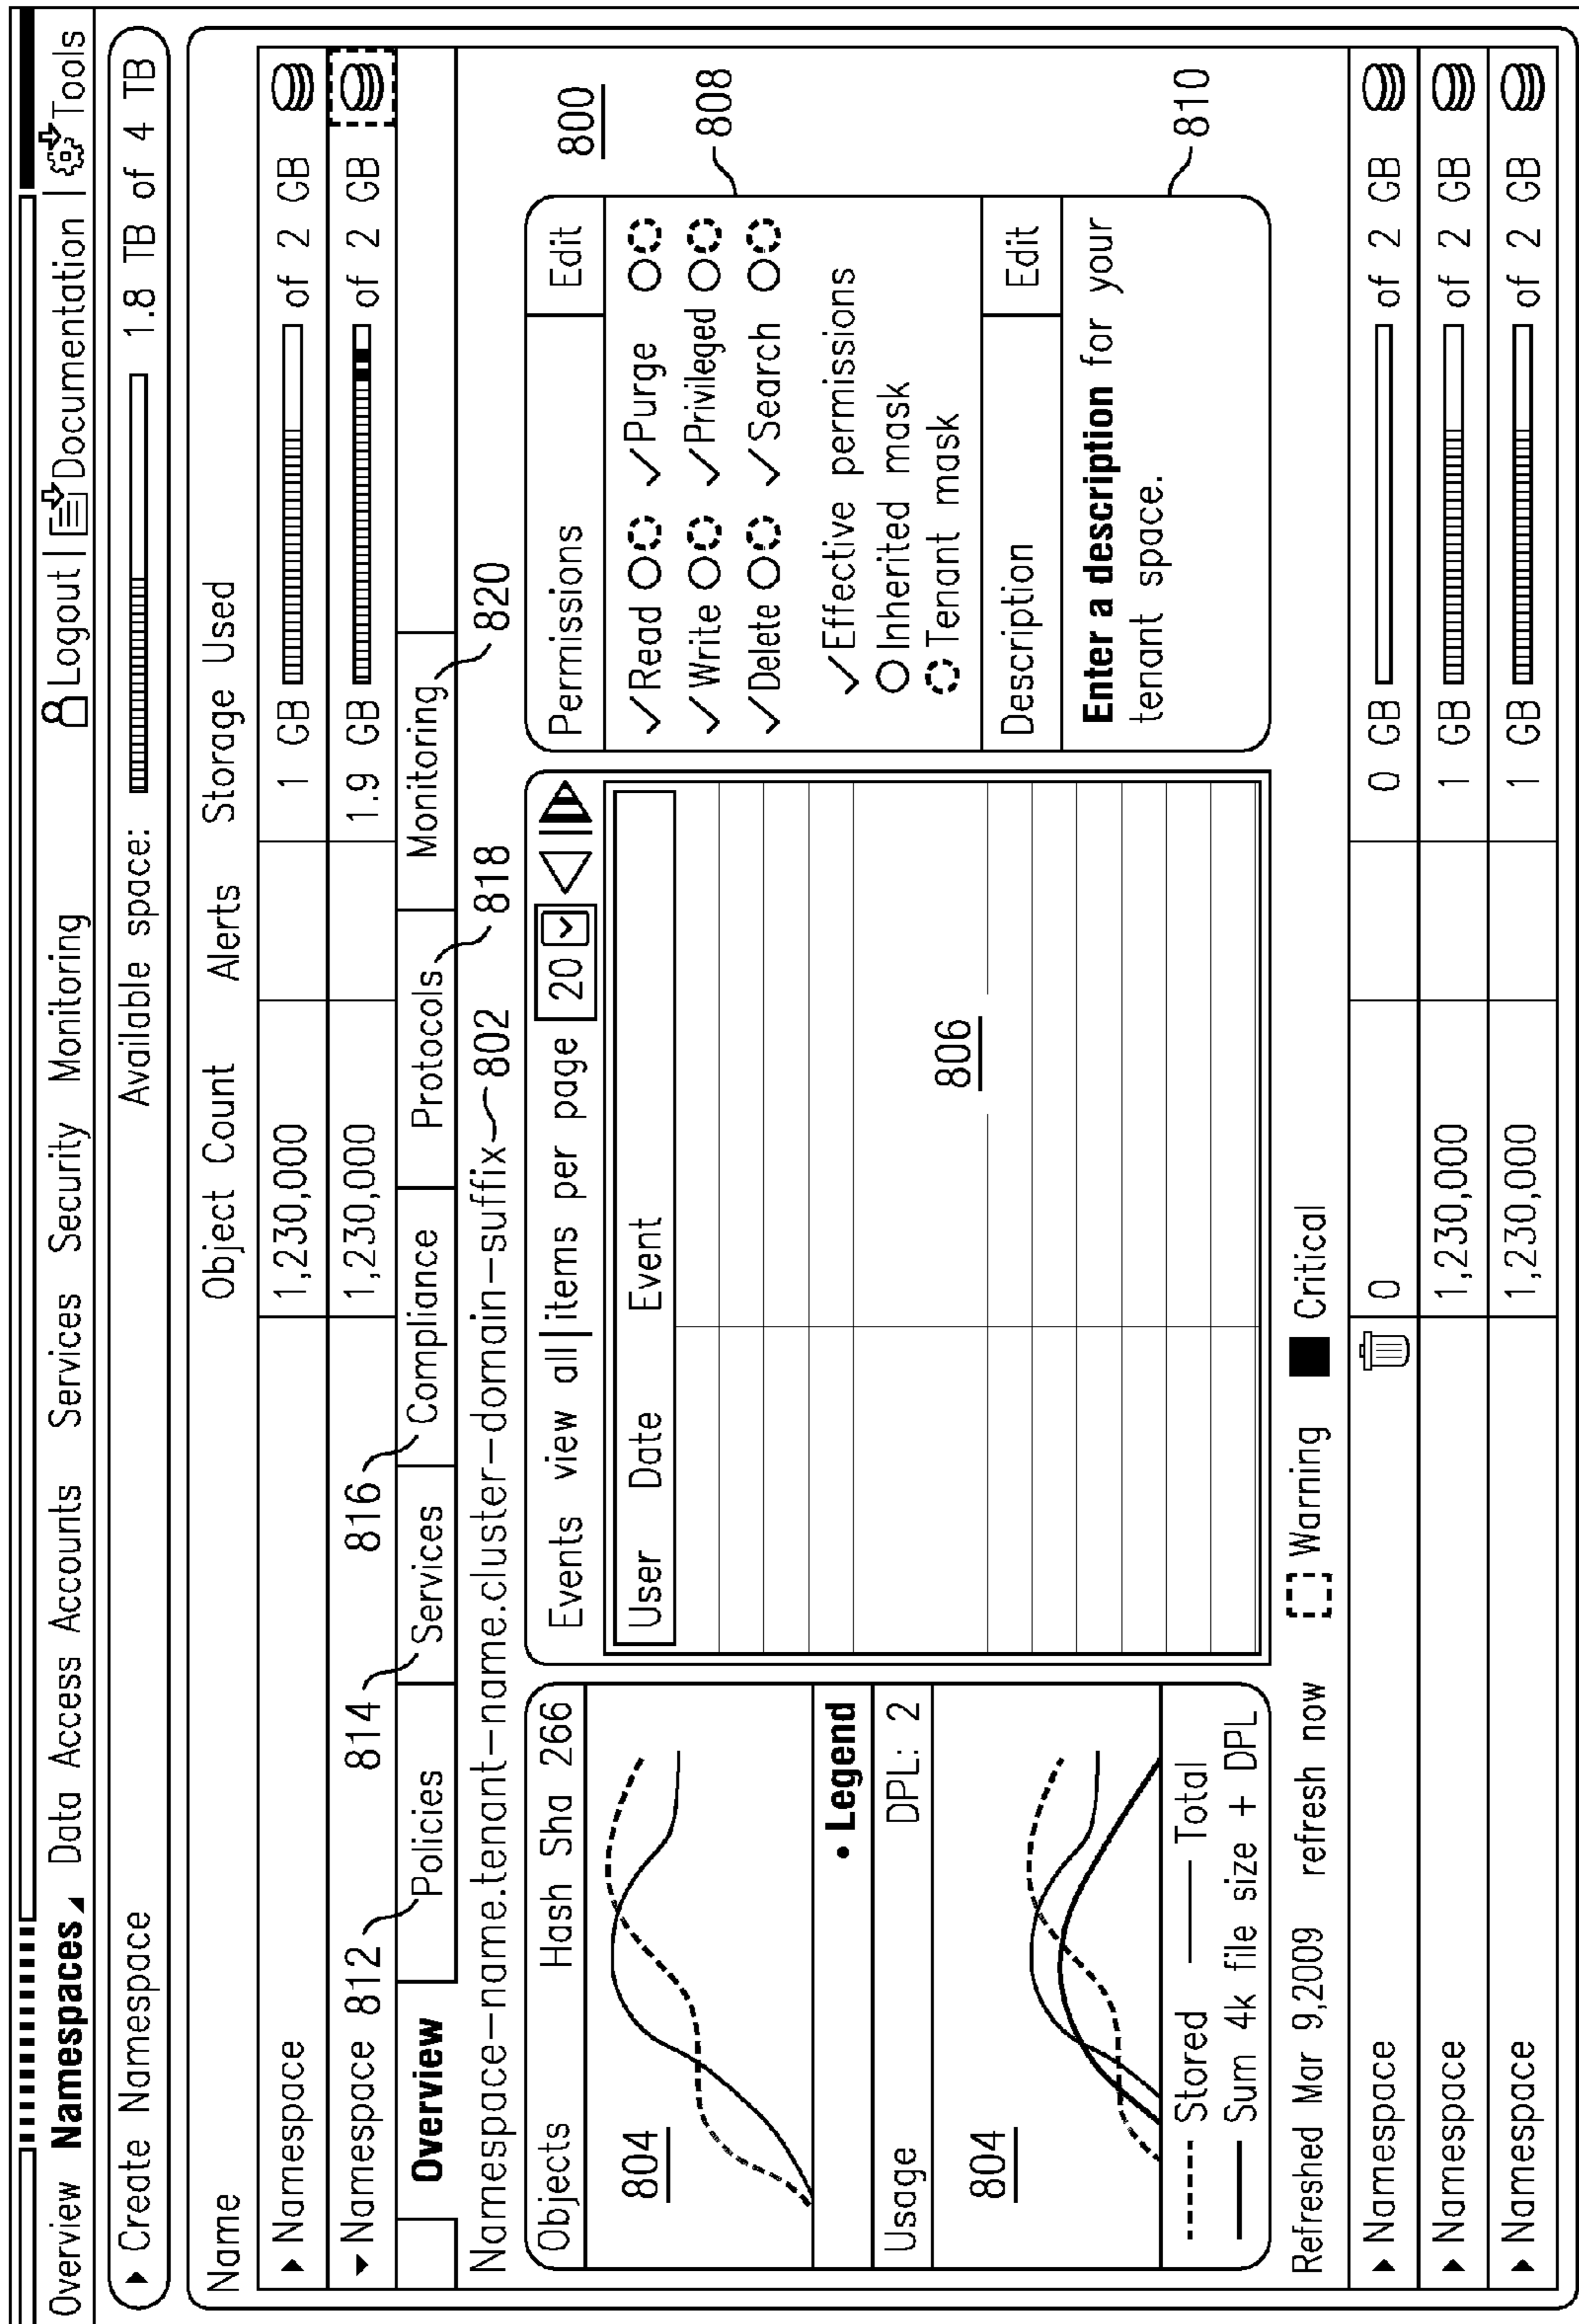 Overview Namespaces Data Access Accounts Services Security Monitoring Logout | Documentation | Tools
Create Namespace Available space: 1.8 TB of 4 TB
Name Object Count Alerts Storage Used
Namespace 1,230,000 1 GB of 2 GB
Namespace 1,230,000 1.9 GB of 2 GB
812 814 816
Overview Policies Services Compliance Protocols Monitoring
Namespace-name.tenant-name.cluster-domain-suffix 802 818 820
Objects Hash Sha 266
804
• Legend
Usage DPL: 2
804
Stored Total
Sum 4k file size + DPL
Events view all | items per page 20
User Date Event
806
Permissions Edit
800
Read Purge
Write Privileged
808
Delete Search
Effective permissions
Inherited mask
Tenant mask
Description Edit
Enter a description for your
tenant space.
810
Refreshed Mar 9,2009 refresh now Warning Critical
Namespace 0 0 GB of 2 GB
Namespace 1,230,000 1 GB of 2 GB
Namespace 1,230,000 1 GB of 2 GB